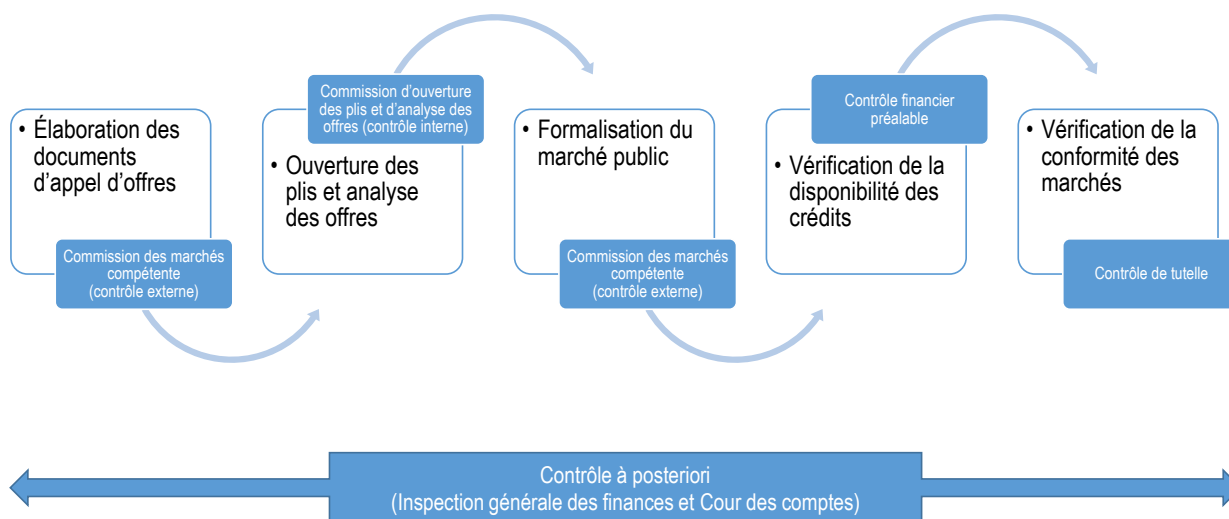 • Élaboration des
documents
d'appel d'offres
Commission des marchés
compétente
(contrôle externe)
Commission d'ouverture
des plis et d'analyse des
offres (contrôle interne)
• Ouverture des
plis et analyse
des offres
• Formalisation du
marché public
Commission des marchés
compétente
(contrôle externe)
Contrôle financier
préalable
• Vérification de la
disponibilité des
crédits
• Vérification de la
conformité des
marchés
Contrôle de tutelle
Contrôle à posteriori
(Inspection générale des finances et Cour des comptes)